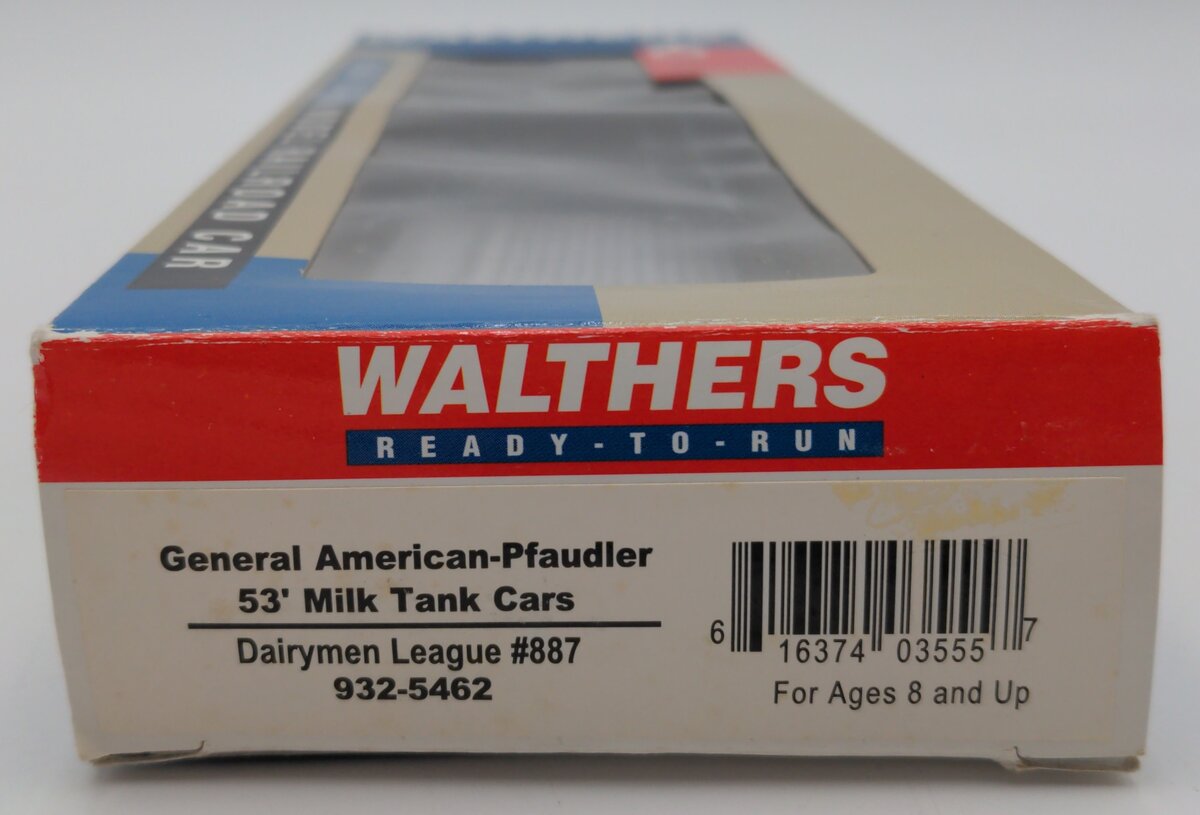 RAILROAD CAR
WALTHERS
READY-TO-RUN
General American-Pfaudler
53' Milk Tank Cars
Dairymen League #887
932-5462
6 16374 03555 7
For Ages 8 and Up